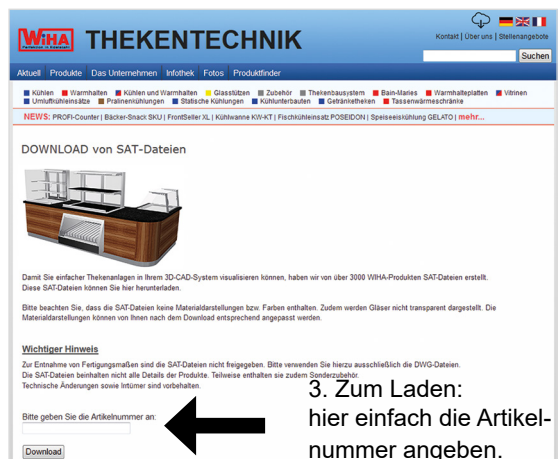 WIHA THEKENTECHNIK
Kontakt | Über uns | Stellenangebote
Suchen
Aktuell Produkte Das Unternehmen Infothek Fotos Produktfinder
Kühlen Warmhalten Kühlen und Warmhalten Glasstützen Zubehör Thekenbausystem Bain-Maries Warmhalteplatten Vitrinen
Umluftkühleinsätze Pralinenkühlungen Statische Kühlungen Kühlunterbauten Getränketheken Tassenwärmeschränke
NEWS: PROFI-Counter | Bäcker-Snack SKU | FrontSeller XL | Kühlwanne KW-KT | Fischkühleinsatz POSEIDON | Speiseeiskühlung GELATO | mehr...
DOWNLOAD von SAT-Dateien
Damit Sie einfacher Thekenanlagen in Ihrem 3D-CAD-System visualisieren können, haben wir von über 3000 WIHA-Produkten SAT-Dateien erstellt.
Diese SAT-Dateien können Sie hier herunterladen.
Bitte beachten Sie, dass die SAT-Dateien keine Materialdarstellungen bzw. Farben enthalten. Zudem werden Gläser nicht transparent dargestellt. Die
Materialdarstellungen können von Ihnen nach dem Download entsprechend angepasst werden.
Wichtiger Hinweis
Zur Entnahme von Fertigungsmaßen sind die SAT-Dateien nicht freigegeben. Bitte verwenden Sie hierzu ausschließlich die DWG-Dateien.
Die SAT-Dateien beinhalten nicht alle Details der Produkte. Teilweise enthalten sie zudem Sonderzubehör.
Technische Änderungen sowie Irrtümer sind vorbehalten.
Bitte geben Sie die Artikelnummer an:
Download
3. Zum Laden:
hier einfach die Artikel-
nummer angeben.